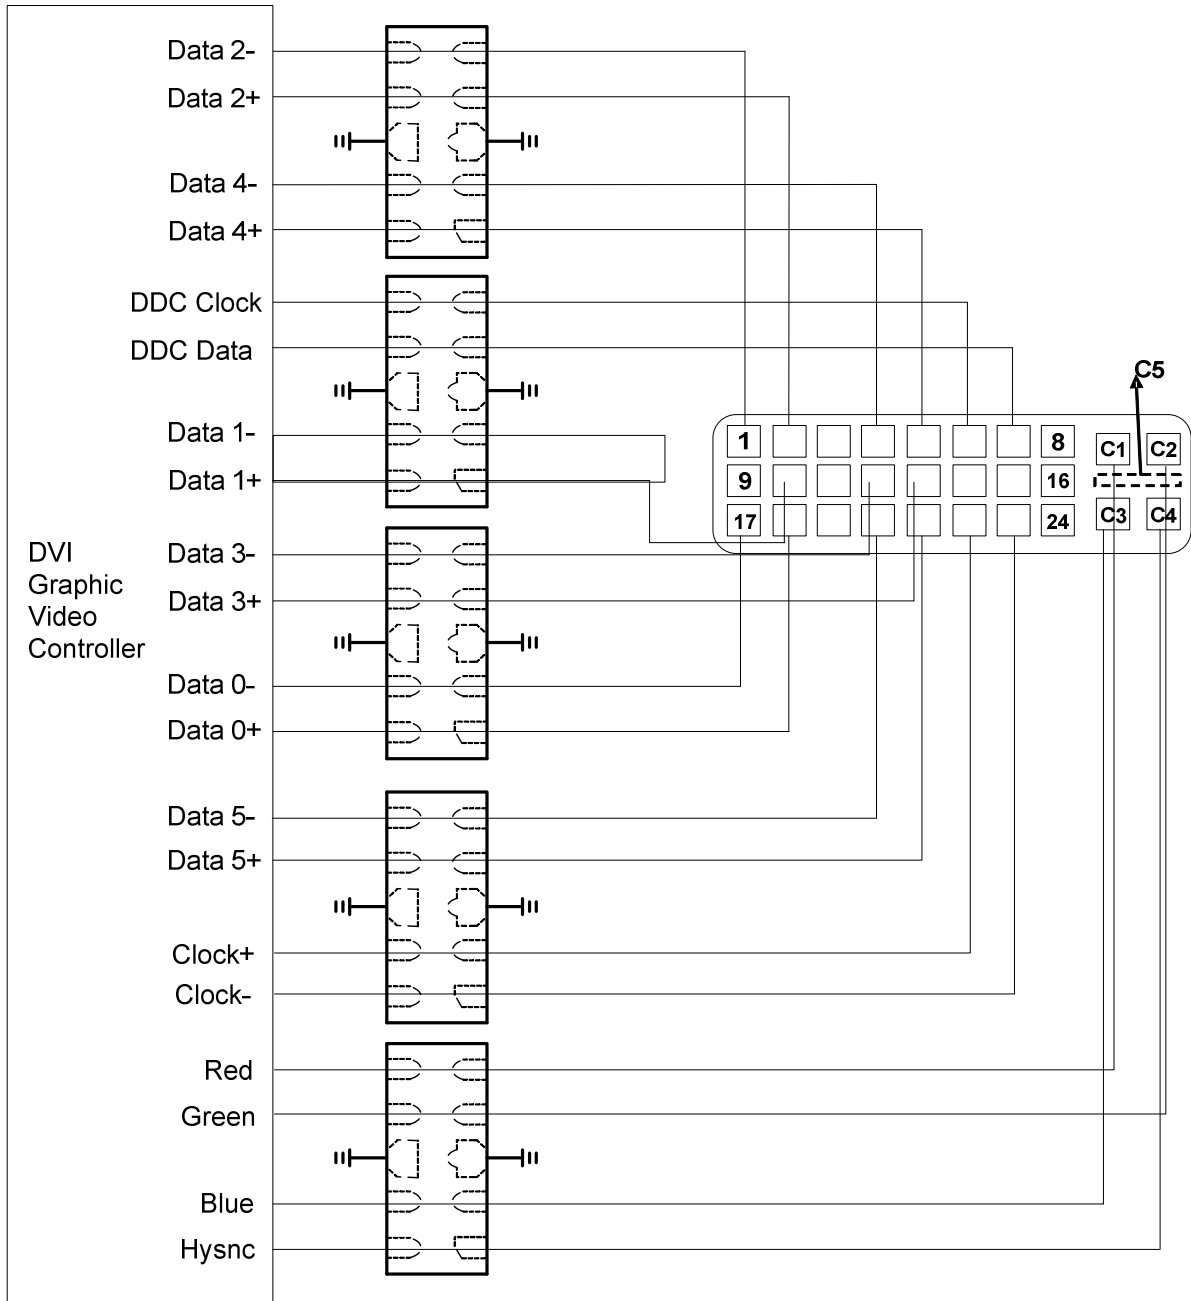 Data 2-
Data 2+
Data 4-
Data 4+
DDC Clock
DDC Data
Data 1-
Data 1+
Data 3-
Data 3+
Data 0-
Data 0+
Data 5-
Data 5+
Clock+
Clock-
Red
Green
Blue
Hysnc
DVI
Graphic
Video
Controller
C5
1
8
C1
C2
9
16
17
24
C3
C4